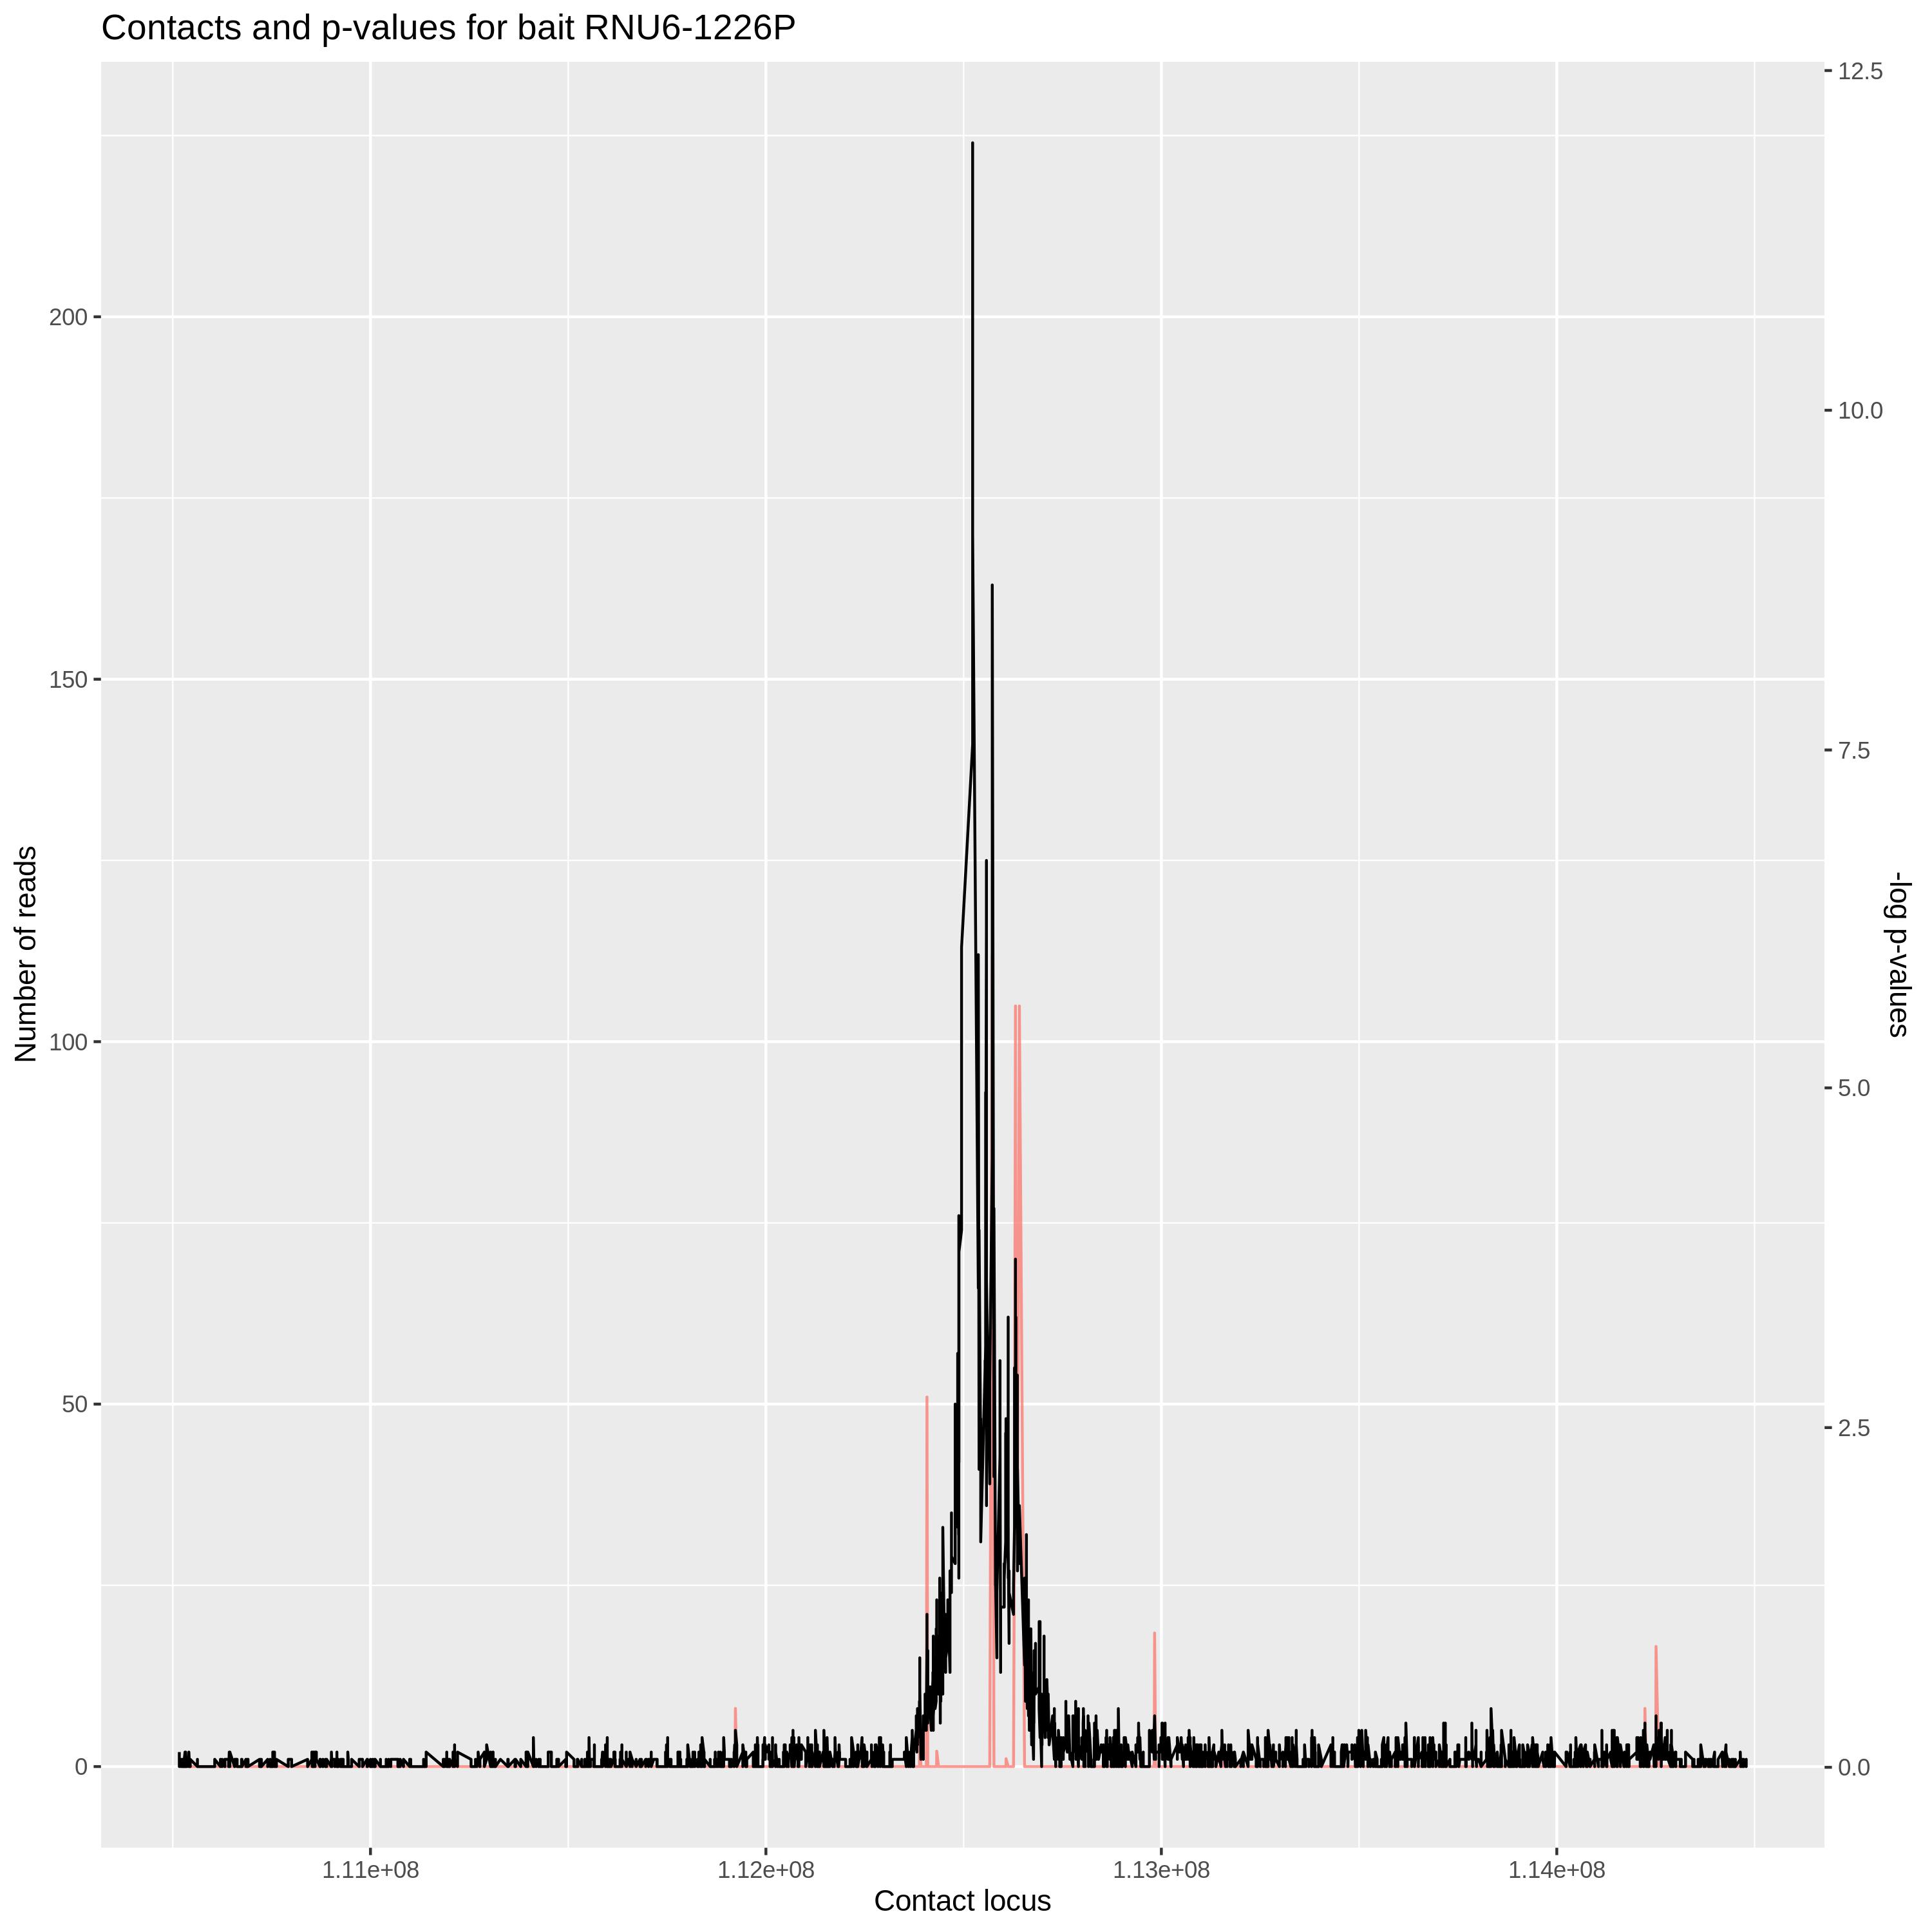 Contacts and p-values for bait RNU6-1226P
12.5
200
10.0
150
7.5
Number of reads
-log p-values
100
5.0
50
2.5
0
0.0
1.11e+08
1.12e+08
1.13e+08
1.14e+08
Contact locus